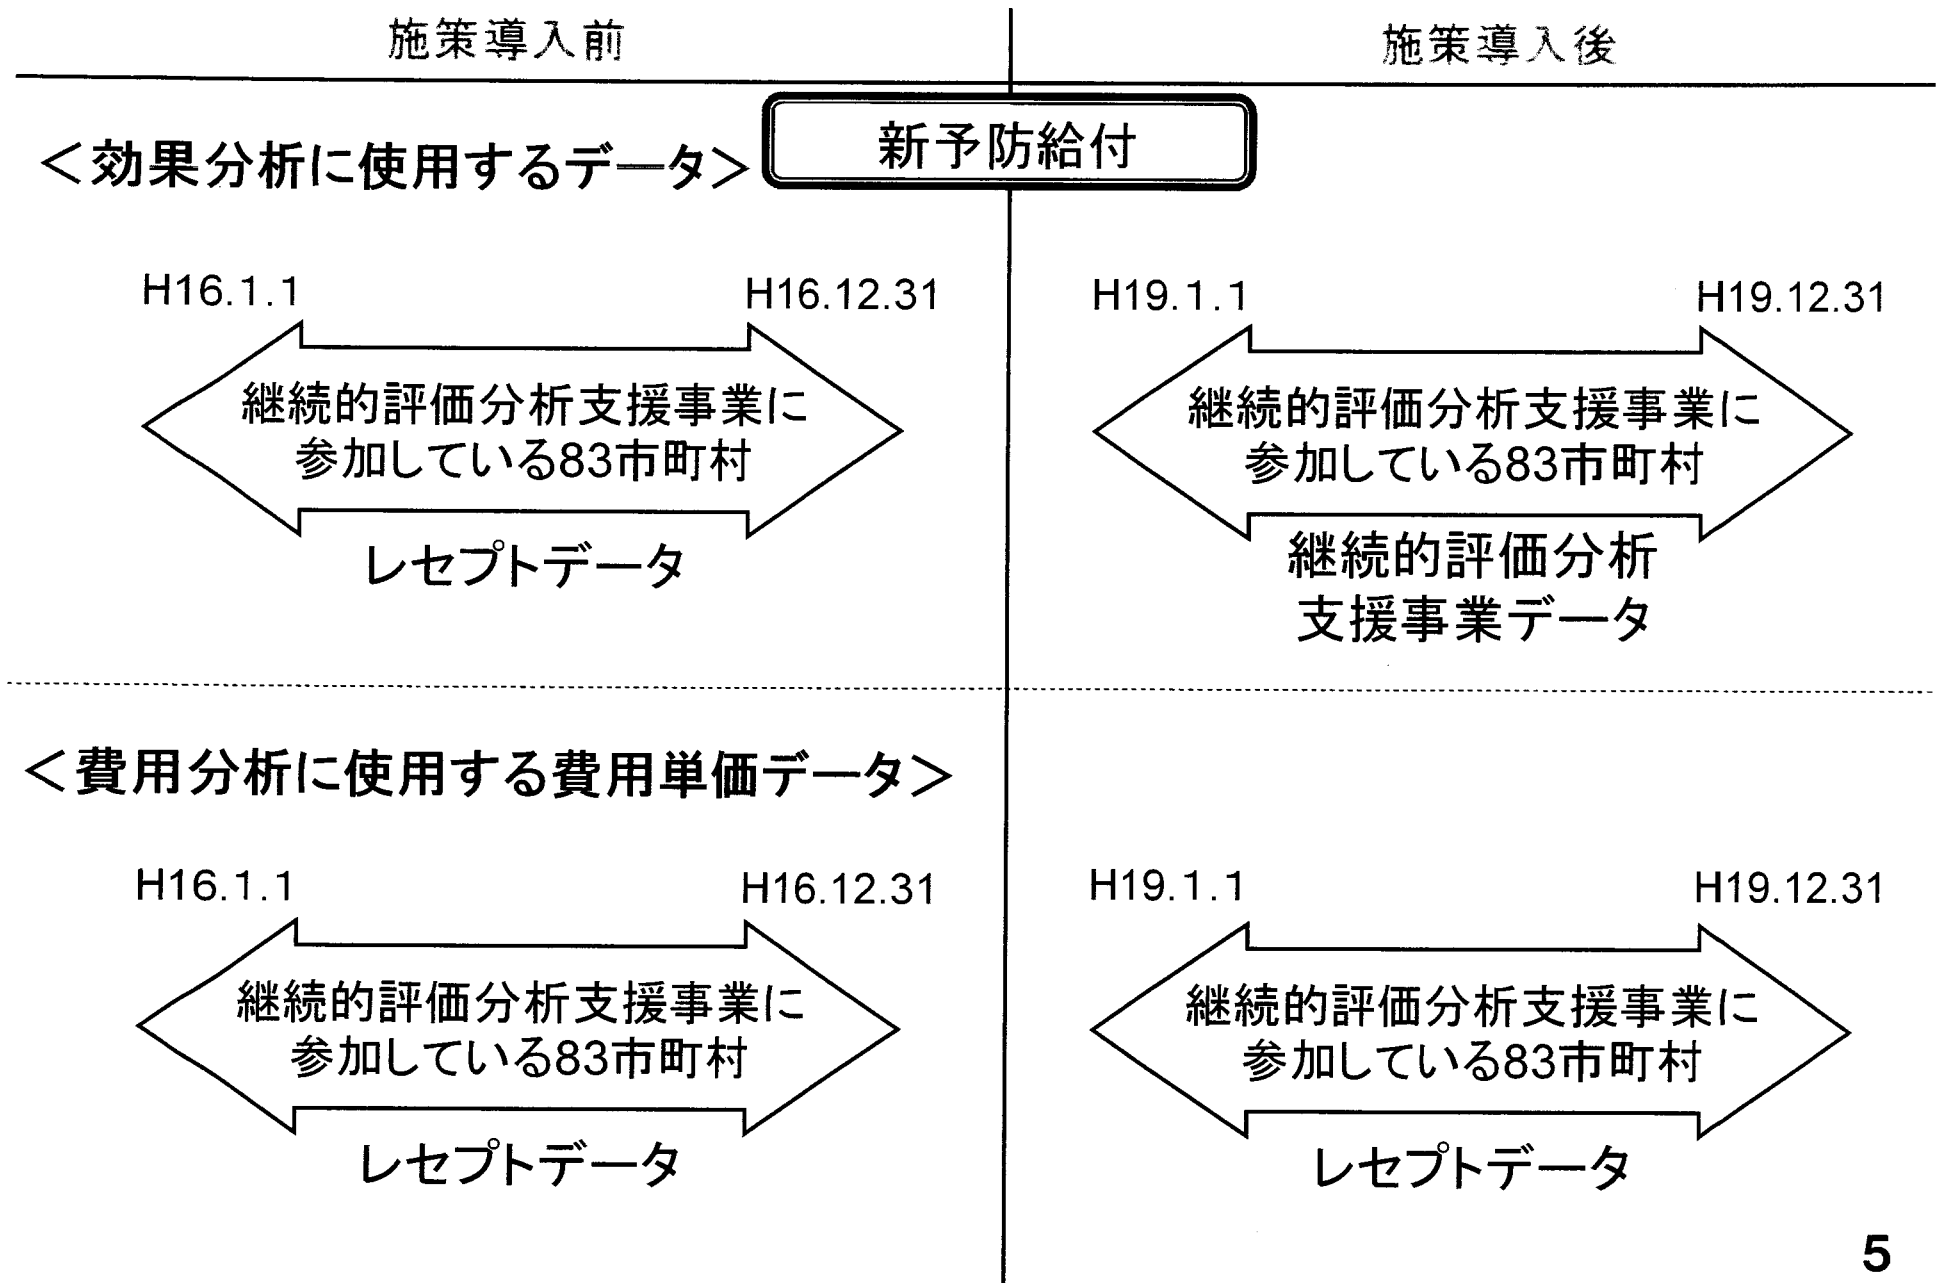 施策導入前
施策導入後
新予防給付
＜効果分析に使用するデータ＞
H16.1.1
H16.12.31
継続的評価分析支援事業に
参加している83市町村
レセプトデータ
H19.1.1
H19.12.31
継続的評価分析支援事業に
参加している83市町村
継続的評価分析
支援事業データ
＜費用分析に使用する費用単価データ＞
H16.1.1
H16.12.31
継続的評価分析支援事業に
参加している83市町村
レセプトデータ
H19.1.1
H19.12.31
継続的評価分析支援事業に
参加している83市町村
レセプトデータ
5